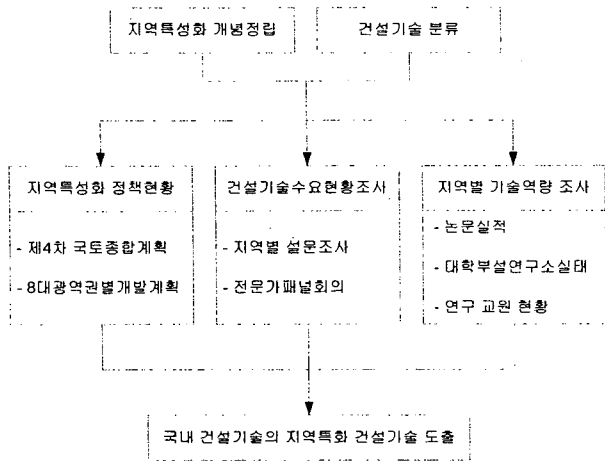 지역특성화 개념정립
건설기술 분류
지역특성화 정책현황
- 제4차 국토종합계획
- 8대광역권별개발계획
건설기술수요현황조사
- 지역별 설문조사
- 전문가패널회의
지역별 기술역량 조사
- 논문실적
- 대학부설연구소실태
- 연구 교원 현황
국내 건설기술의 지역특화 건설기술 도출